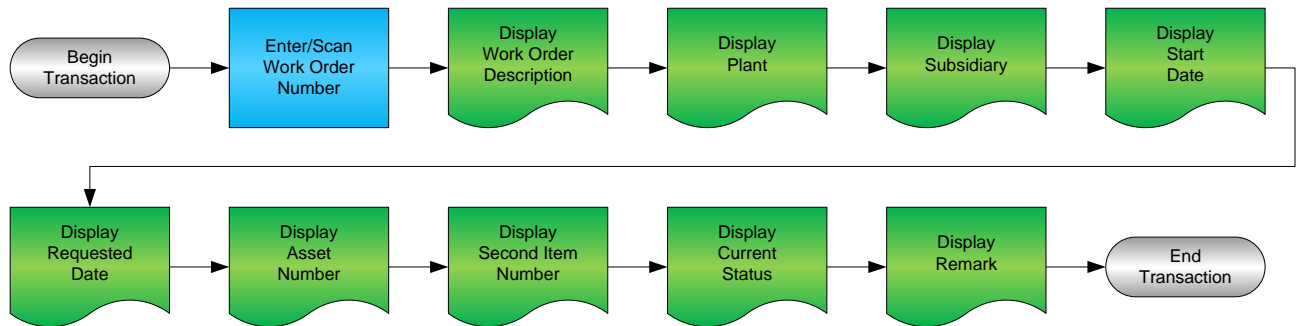 Begin
Transaction
Enter/Scan
Work Order
Number
Display
Work Order
Description
Display
Plant
Display
Subsidiary
Display
Start
Date
Display
Requested
Date
Display
Asset
Number
Display
Second Item
Number
Display
Current
Status
Display
Remark
End
Transaction